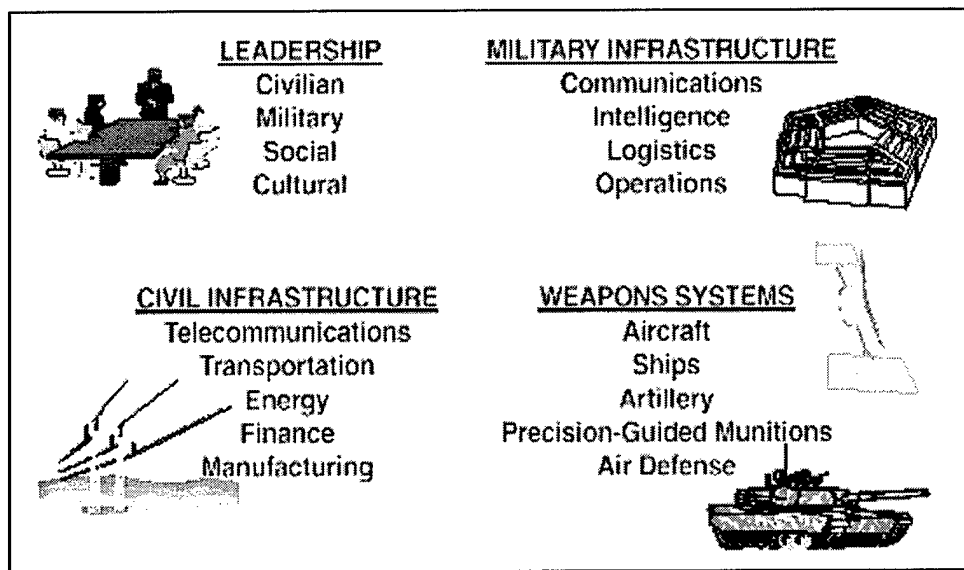 LEADERSHIP
Civilian
Military
Social
Cultural
MILITARY INFRASTRUCTURE
Communications
Intelligence
Logistics
Operations
CIVIL INFRASTRUCTURE
Telecommunications
Transportation
Energy
Finance
Manufacturing
WEAPONS SYSTEMS
Aircraft
Ships
Artillery
Precision-Guided Munitions
Air Defense